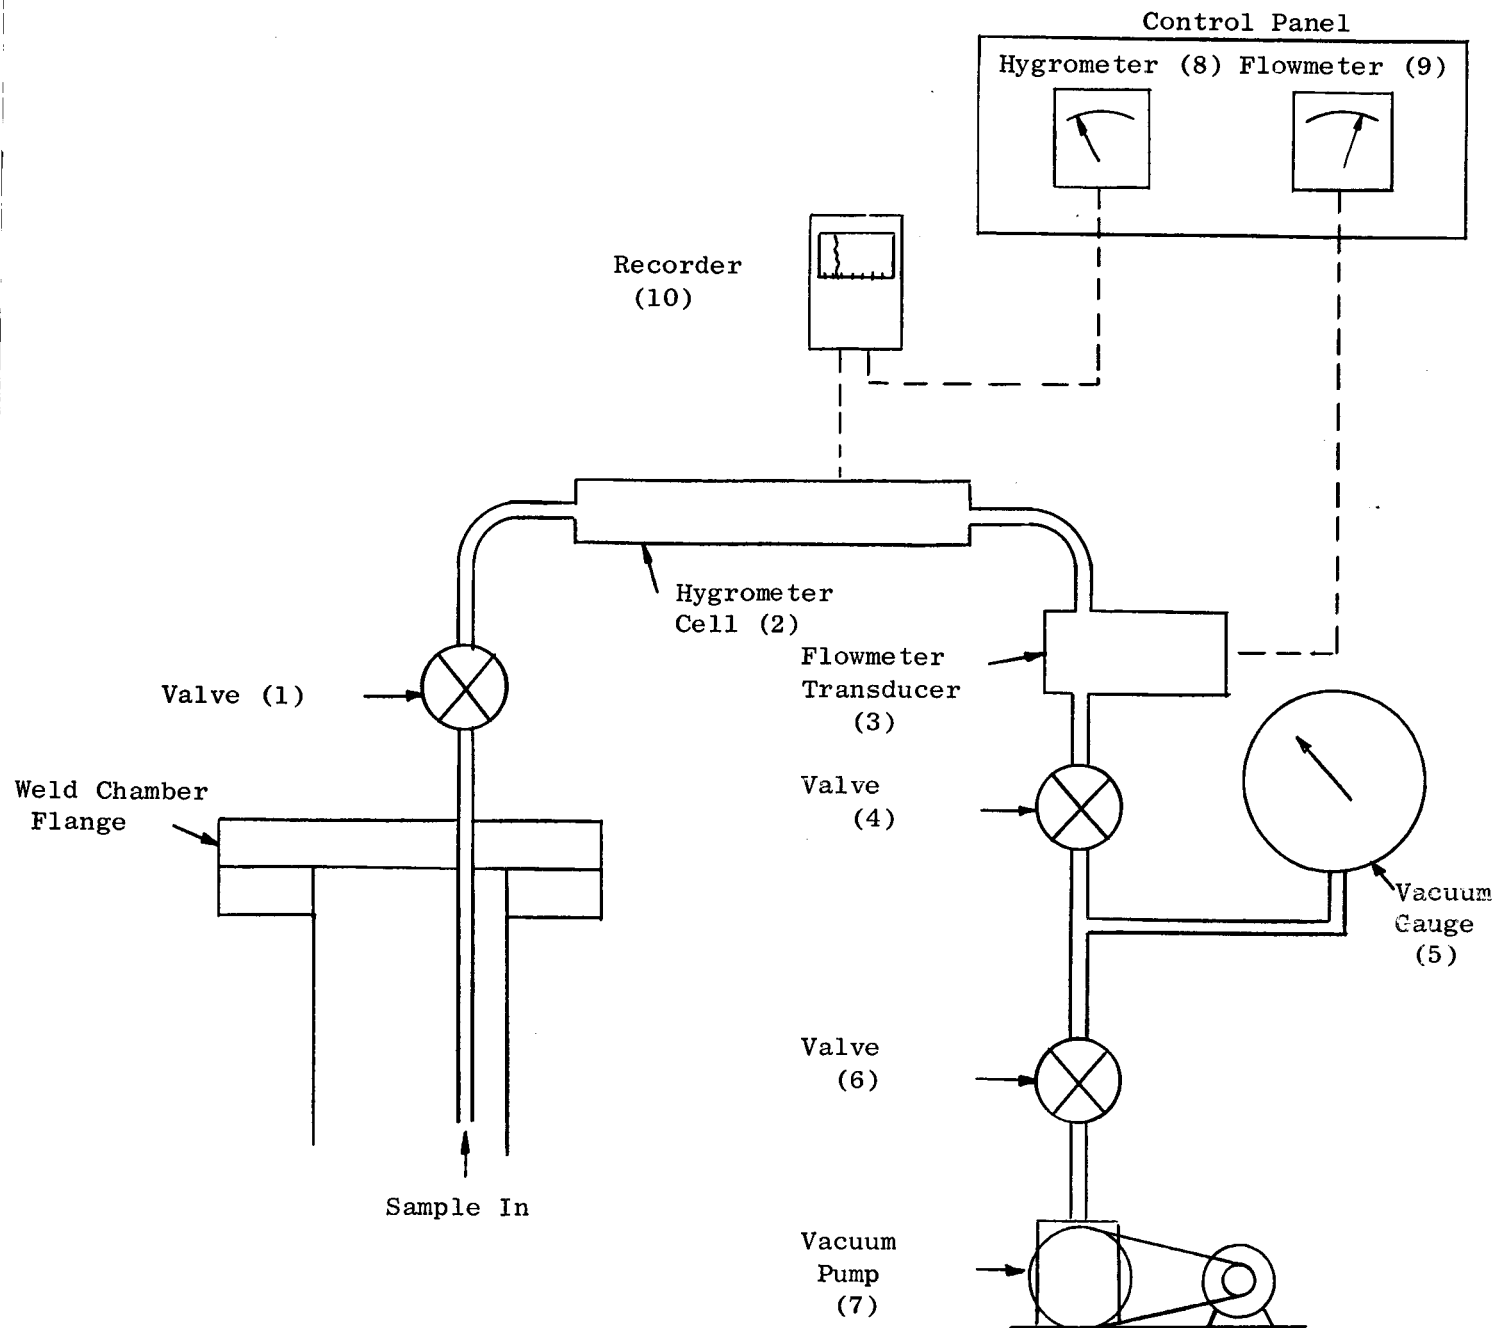 Control Panel
Hygrometer (8) Flowmeter (9)
Recorder
(10)
Hygrometer
Cell (2)
Flowmeter
Transducer
(3)
Valve (1)
Weld Chamber
Flange
Valve
(4)
Vacuum
Gauge
(5)
Valve
(6)
Sample In
Vacuum
Pump
(7)